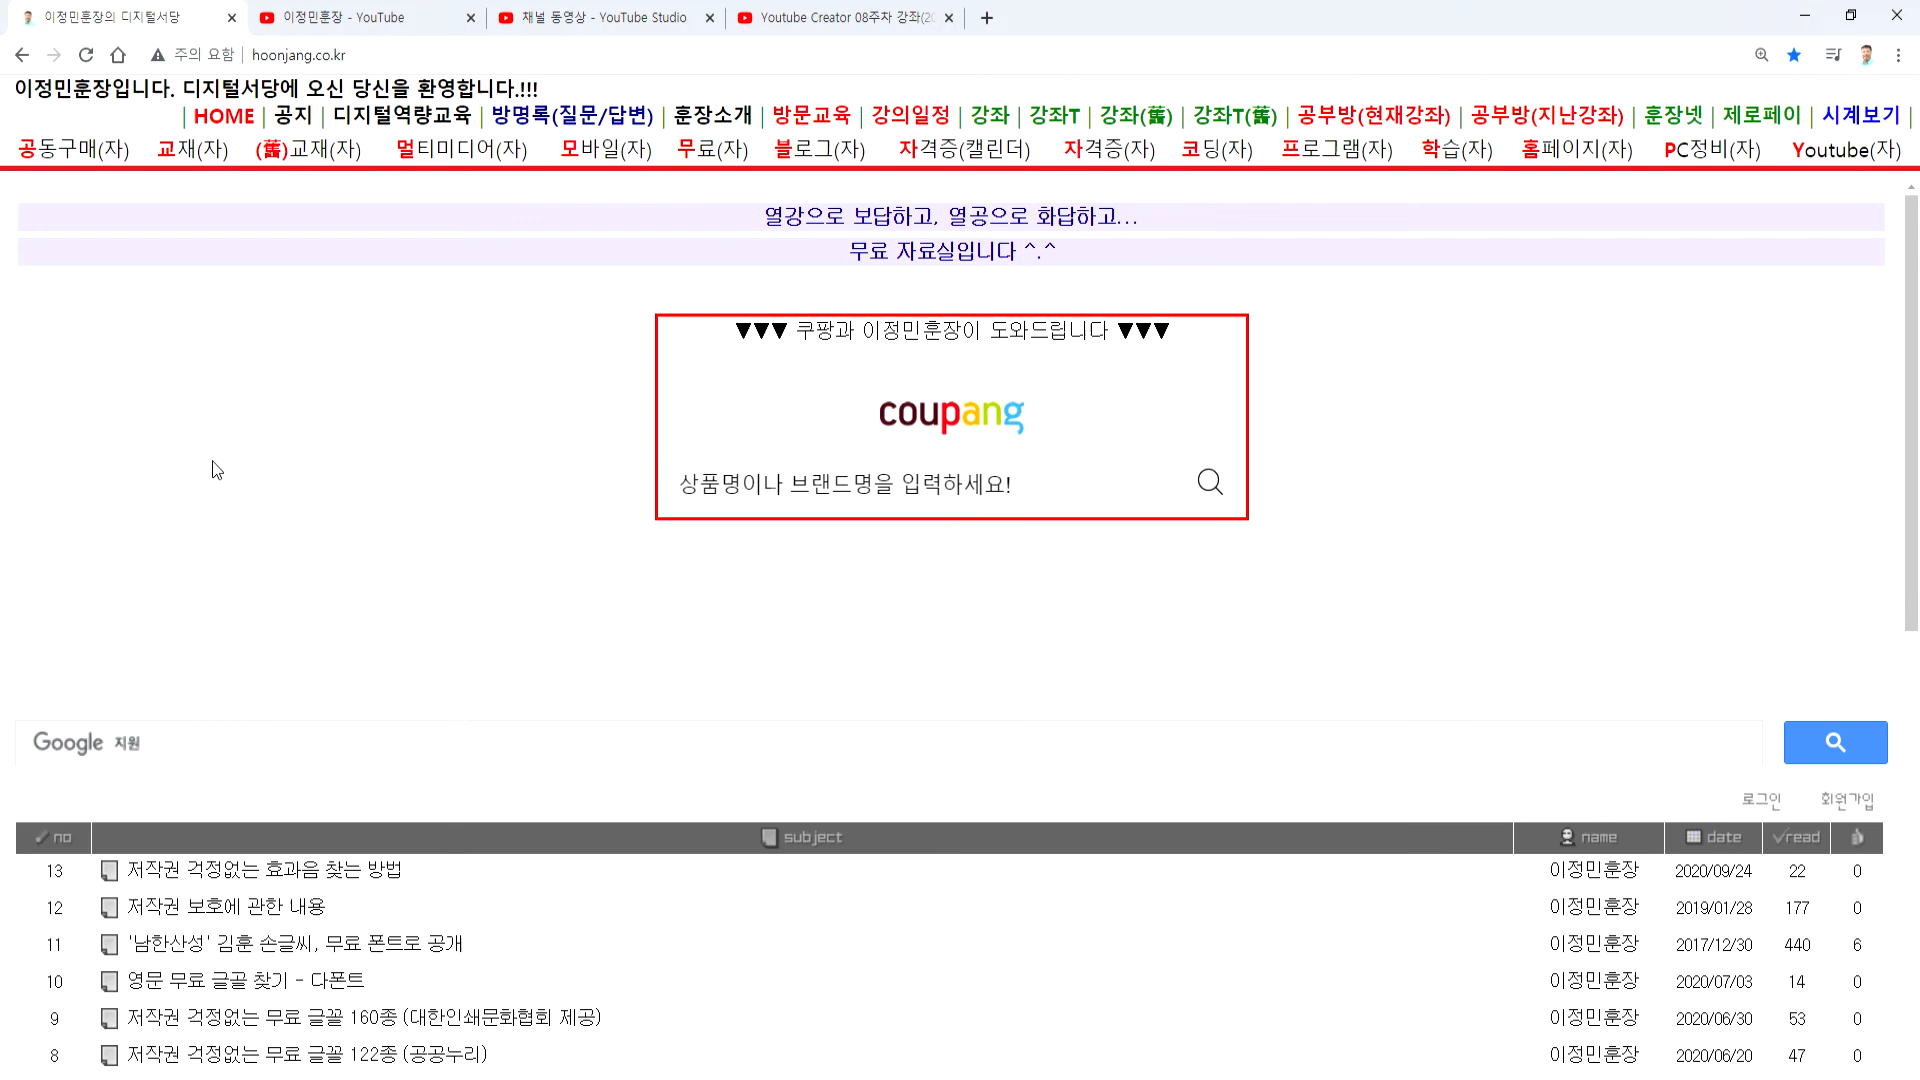 이정민훈장의 디지털서당
이정민훈장 - YouTube
채널 동영상 - YouTube Studio
Youtube Creator 08주차 강좌(20
주의 요함
hoonjang.co.kr
이정민훈장입니다. 디지털서당에 오신 당신을 환영합니다.!!!
| HOME | 공지 | 디지털역량교육 | 방명록(질문/답변) | 훈장소개 | 방문교육 | 강의일정 | 강좌 | 강좌T | 강좌(舊) | 강좌T(舊) | 공부방(현재강좌) | 공부방(지난강좌) | 훈장넷 | 제로페이 | 시계보기 |
공동구매(자) 교재(자) (舊)교재(자) 멀티미디어(자) 모바일(자) 무료(자) 블로그(자) 자격증(캘린더) 자격증(자) 코딩(자) 프로그램(자) 학습(자) 홈페이지(자) PC정비(자) Youtube(자)
열강으로 보답하고, 열공으로 화답하고...
무료 자료실입니다 ^.^
▼▼▼ 쿠팡과 이정민훈장이 도와드립니다 ▼▼▼
coupang
상품명이나 브랜드명을 입력하세요!
Google 지원
로그인 회원가입
no subject name date read
13 저작권 걱정없는 효과음 찾는 방법 이정민훈장 2020/09/24 22 0
12 저작권 보호에 관한 내용 이정민훈장 2019/01/28 177 0
11 '남한산성' 김훈 손글씨, 무료 폰트로 공개 이정민훈장 2017/12/30 440 6
10 영문 무료 글골 찾기 - 다폰트 이정민훈장 2020/07/03 14 0
9 저작권 걱정없는 무료 글꼴 160종 (대한인쇄문화협회 제공) 이정민훈장 2020/06/30 53 0
8 저작권 걱정없는 무료 글꼴 122종 (공공누리) 이정민훈장 2020/06/20 47 0